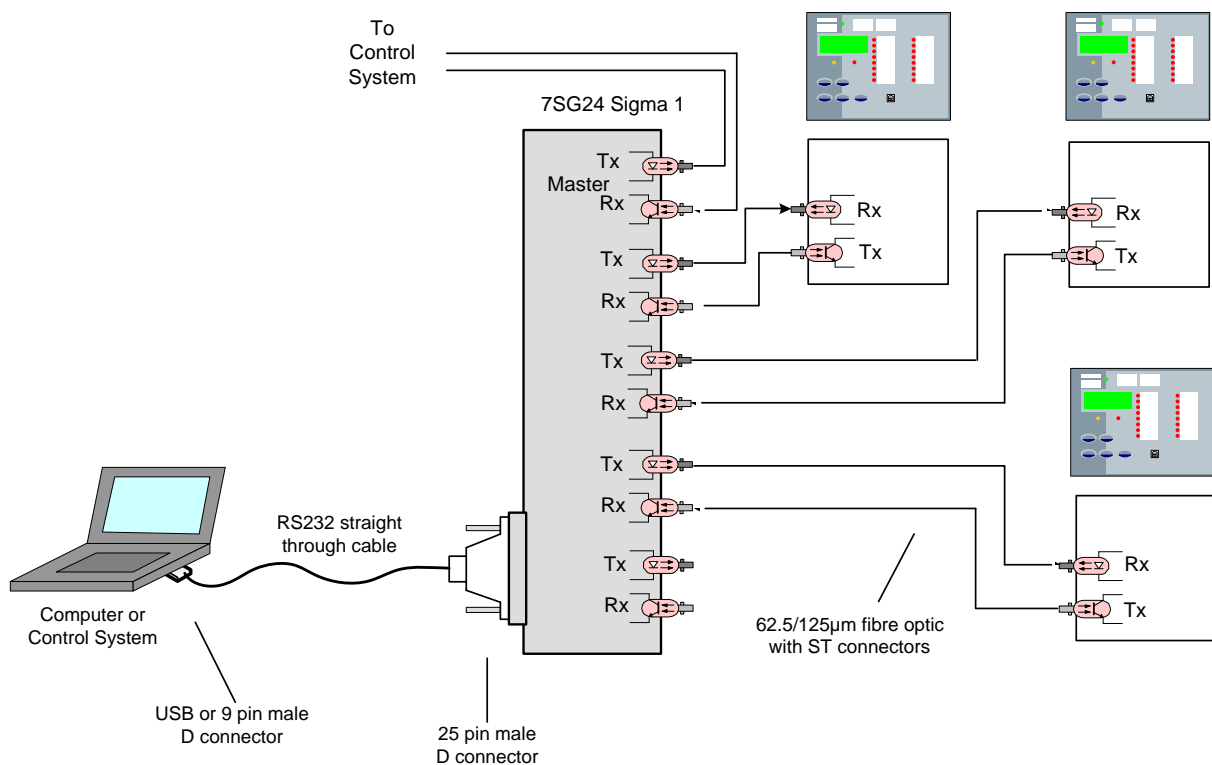 To
Control
System
7SG24 Sigma 1
Tx
Master
Rx
Tx
Rx
Tx
Rx
Tx
Rx
Tx
Rx
Rx
Tx
Rx
Tx
Rx
Tx
RS232 straight
through cable
Computer or
Control System
USB or 9 pin male
D connector
25 pin male
D connector
62.5/125µm fibre optic
with ST connectors